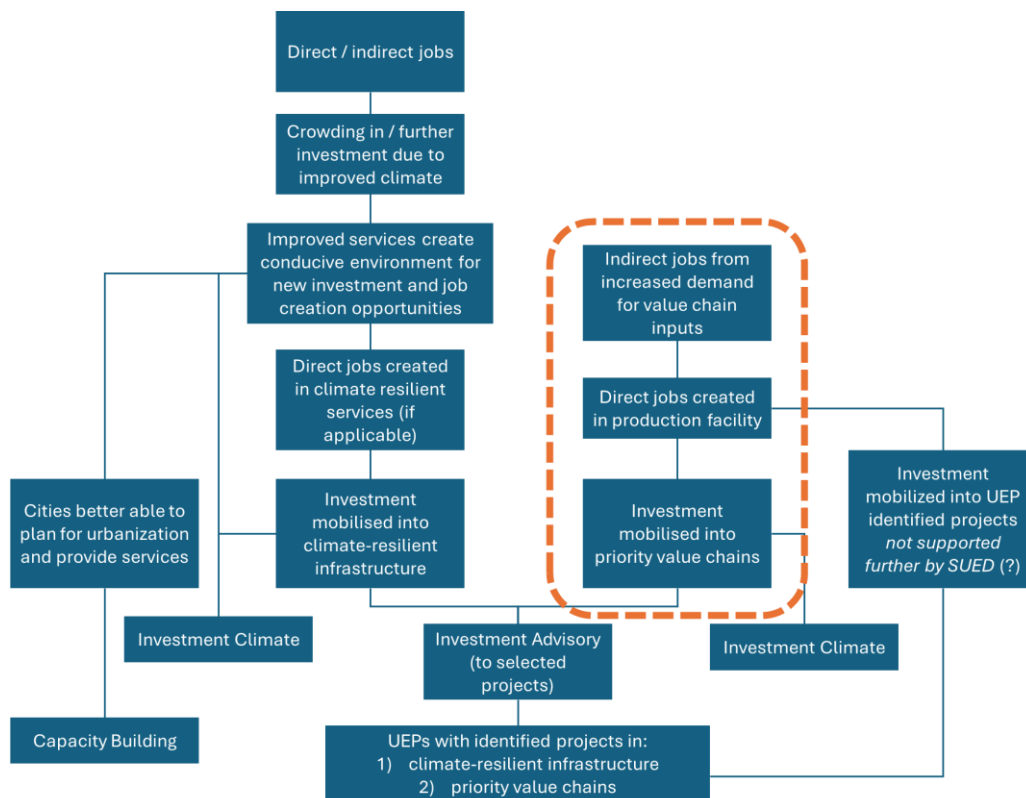 Direct / indirect jobs
Crowding in / further
investment due to
improved climate
Improved services create
conducive environment for
new investment and job
creation opportunities
Indirect jobs from
increased demand
for value chain
inputs
Direct jobs created
in climate resilient
services (if
applicable)
Direct jobs created
in production facility
Cities better able to
plan for urbanization
and provide services
Investment
mobilised into
climate-resilient
infrastructure
Investment
mobilised into
priority value chains
Investment
mobilized into UEP
identified projects
not supported
further by SUED (?)
Investment Climate
Investment Advisory
(to selected
projects)
Investment Climate
Capacity Building
UEPs with identified projects in:
1) climate-resilient infrastructure
2) priority value chains